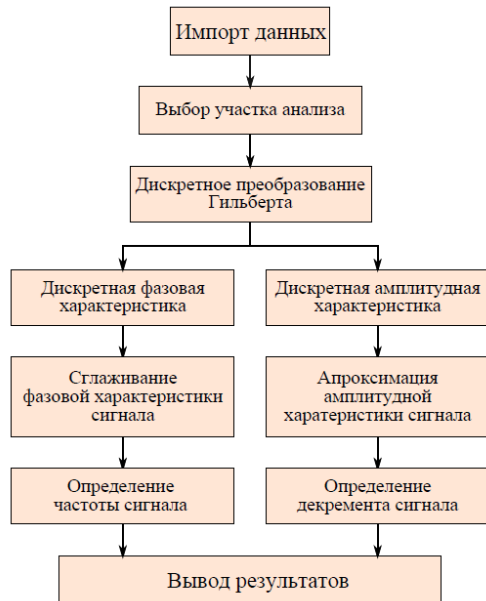 Импорт данных
Выбор участка анализа
Дискретное преобразование
Гильберта
Дискретная фазовая
характеристика
Дискретная амплитудная
характеристика
Сглаживание
фазовой характеристики
сигнала
Апроксимация
амплитудной
харатеристики сигнала
Определение
частоты сигнала
Определение
декремента сигнала
Вывод результатов